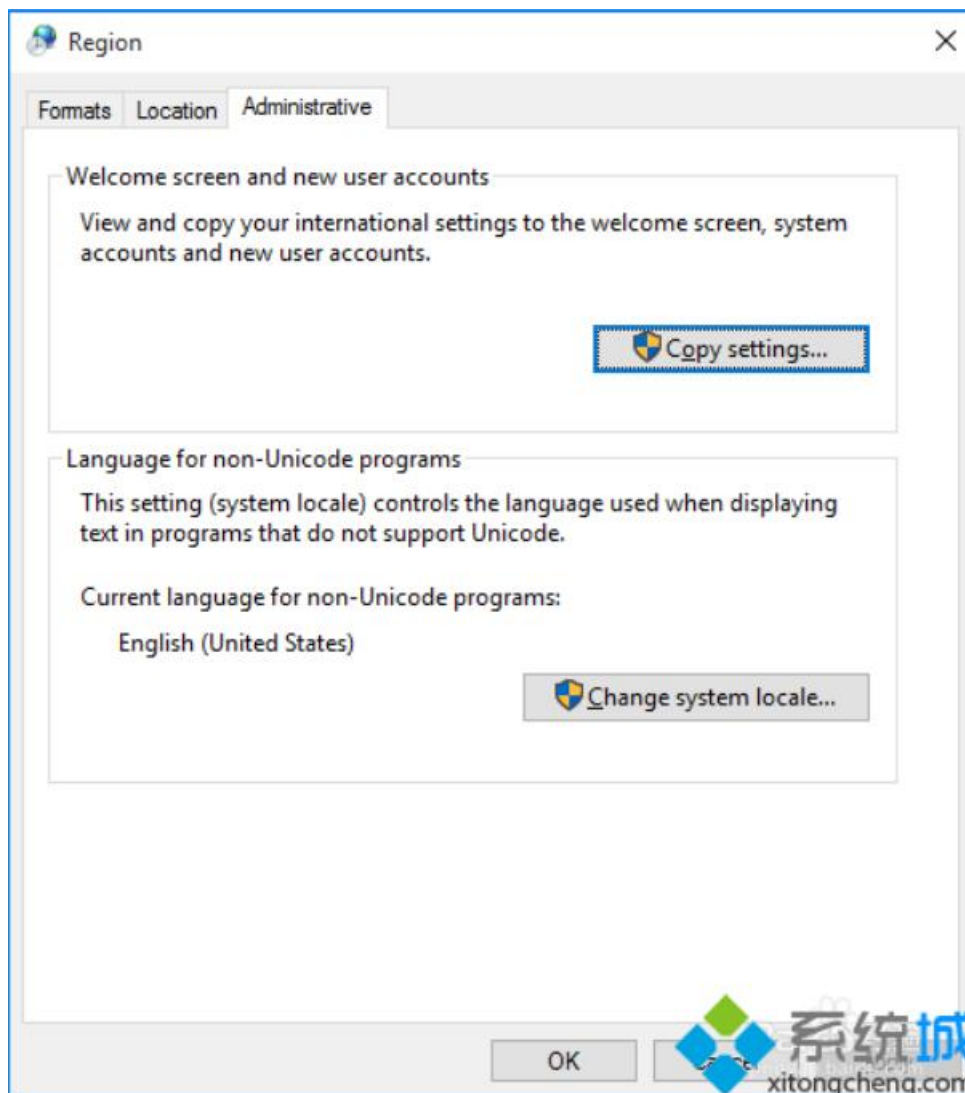 Region
Formats
Location
Administrative
Welcome screen and new user accounts
View and copy your international settings to the welcome screen, system
accounts and new user accounts.
Copy settings...
Language for non-Unicode programs
This setting (system locale) controls the language used when displaying
text in programs that do not support Unicode.
Current language for non-Unicode programs:
English (United States)
Change system locale...
OK
系统城
xitongcheng.com